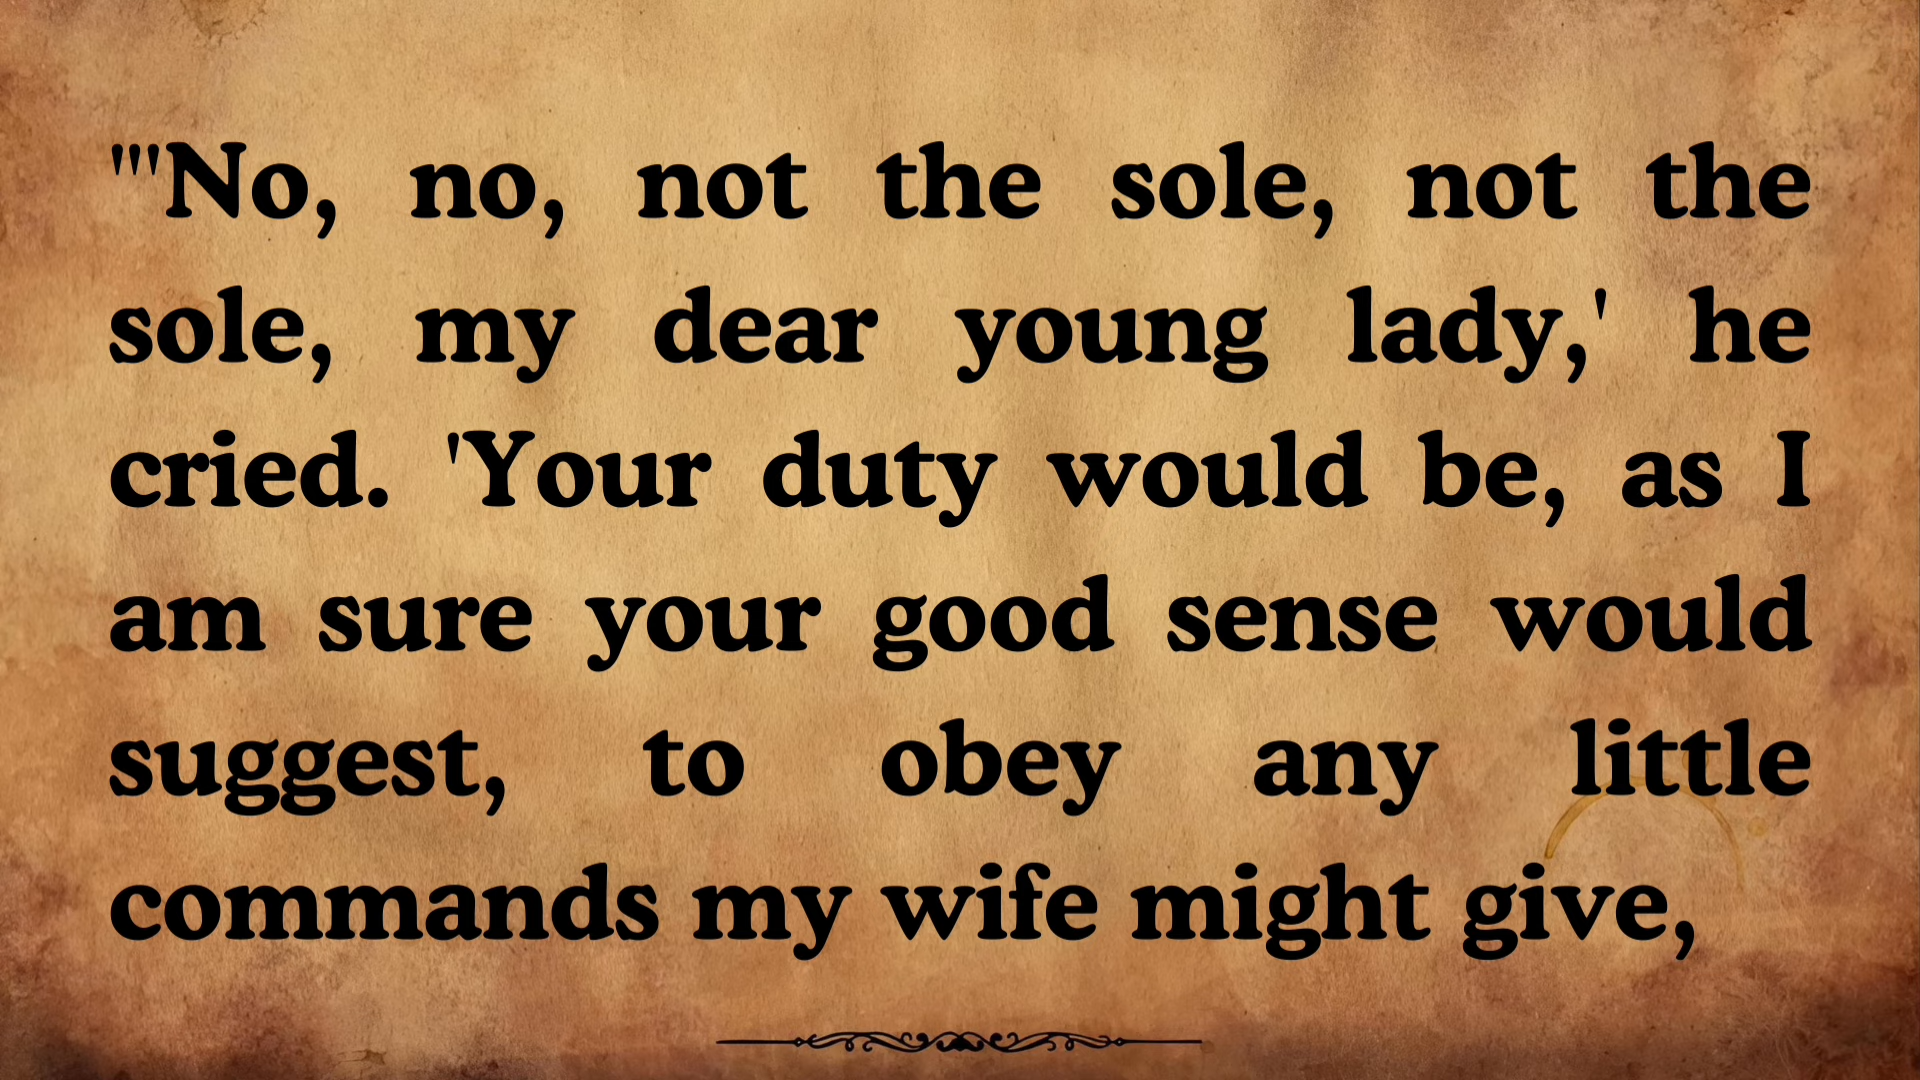 "'No, no, not the sole, not the
sole, my dear young lady,' he
cried. 'Your duty would be, as I
am sure your good sense would
suggest, to obey any little
commands my wife might give,